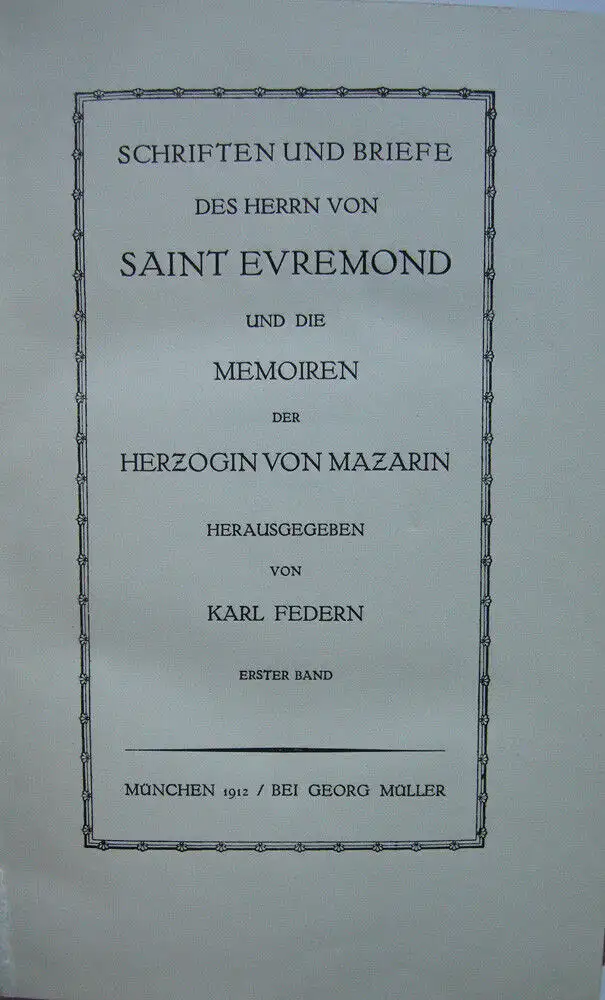 SCHRIFTEN UND BRIEFE
DES HERRN VON
SAINT EVREMOND
UND DIE
MEMOIREN
DER
HERZOGIN VON MAZARIN
HERAUSGEGEBEN
VON
KARL FEDERN
ERSTER BAND
MÜNCHEN 1912 / BEI GEORG MÜLLER